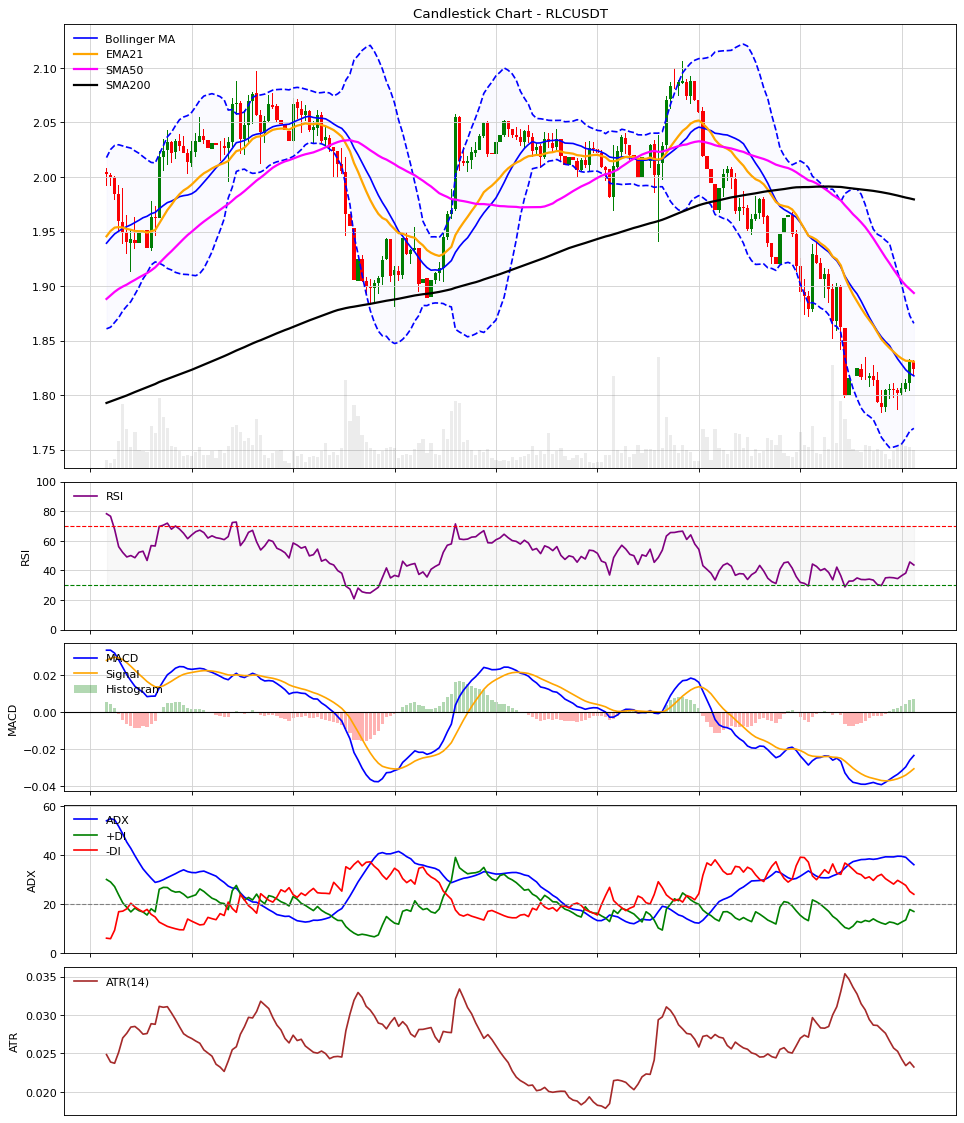 Candlestick Chart - RLCUSDT
Bollinger MA
EMA21
SMA50
SMA200
2.10
2.05
2.00
1.95
1.90
1.85
1.80
1.75
RSI
RSI
100
80
60
40
20
0
MACD
Signal
Histogram
MACD
0.02
0.00
−0.02
−0.04
ADX
+DI
-DI
ADX
60
40
20
0
ATR(14)
ATR
0.035
0.030
0.025
0.020